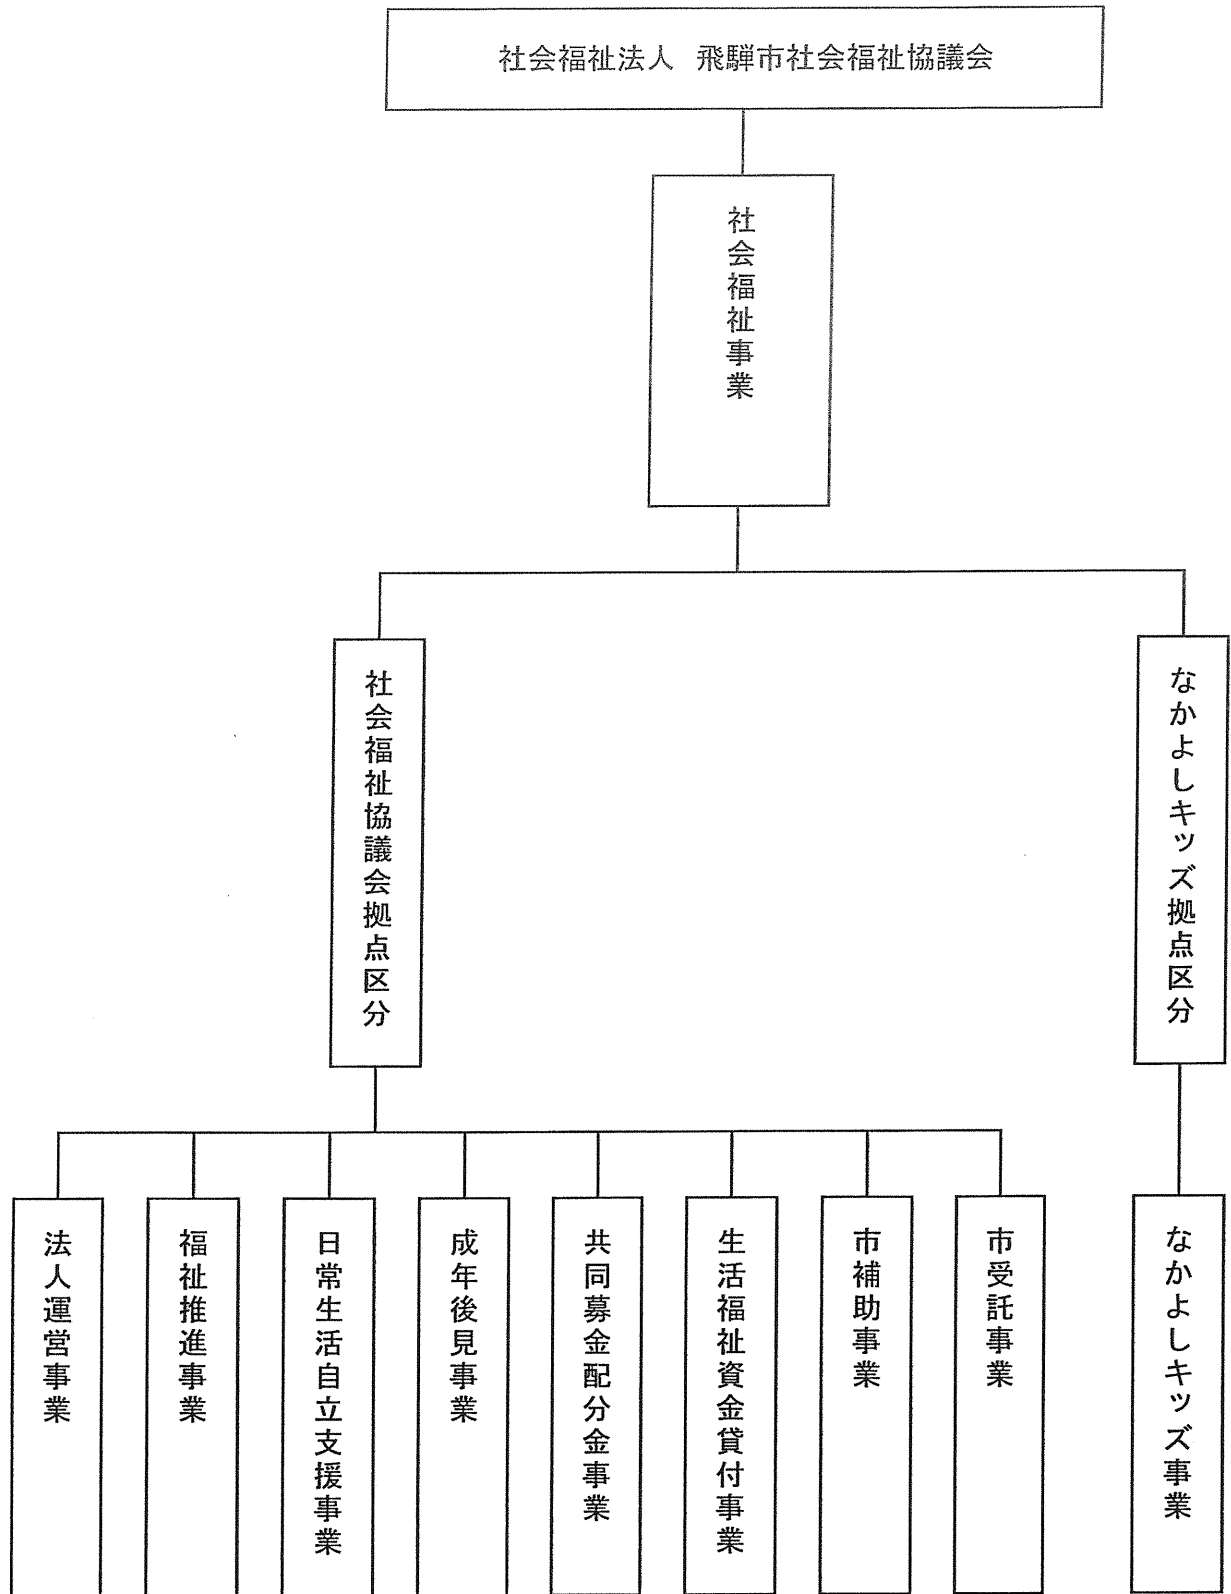 社会福祉法人 飛騨市社会福祉協議会
社会福祉事業
社会福祉協議会拠点区分
なかよしキッズ拠点区分
法人運営事業
福祉推進事業
日常生活自立支援事業
成年後見事業
共同募金配分金事業
生活福祉資金貸付事業
市補助事業
市受託事業
なかよしキッズ事業